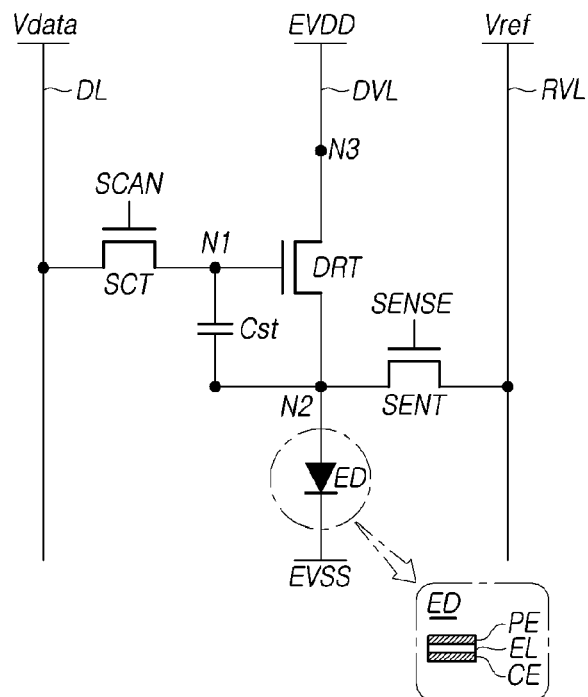 Vdata
EVDD
Vref
DL
DVL
RVL
N3
SCAN
N1
SCT
DRT
SENSE
Cst
N2
SENT
ED
EVSS
ED
PE
EL
CE